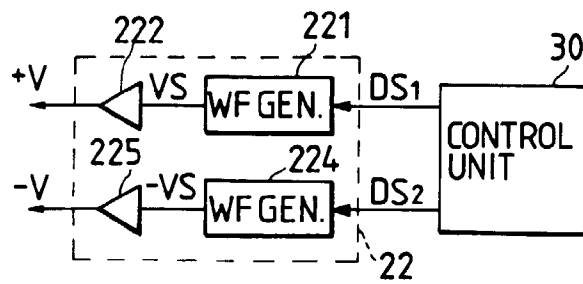 222
221
30
+V
VS
WF GEN.
DS1
CONTROL
UNIT
225
224
-V
-VS
WF GEN.
DS2
22